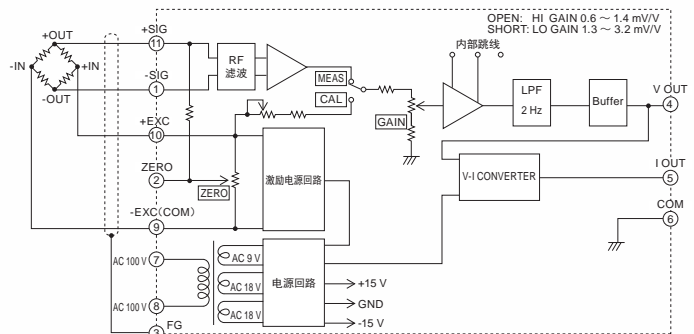 OPEN: HI GAIN 0.6 ～ 1.4 mV/V
SHORT: LO GAIN 1.3 ～ 3.2 mV/V
+SIG
11
+OUT
-IN
+IN
-OUT
-SIG
1
RF
滤波
MEAS
CAL
内部跳线
GAIN
LPF
2 Hz
Buffer
V OUT
4
+EXC
10
ZERO
2
ZERO
激励电源回路
V-I CONVERTER
I OUT
5
COM
6
-EXC(COM)
9
AC 100 V
7
AC 100 V
8
FG
3
AC 9 V
AC 18 V
AC 18 V
电源回路
+15 V
GND
-15 V